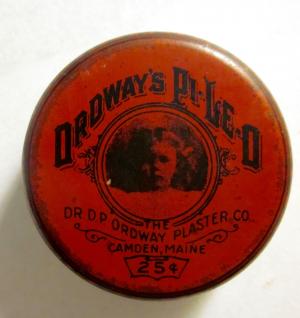 ORDWAY'S PI-LE-O
THE
DR. D.P. ORDWAY PLASTER CO.
CAMDEN, MAINE
25¢